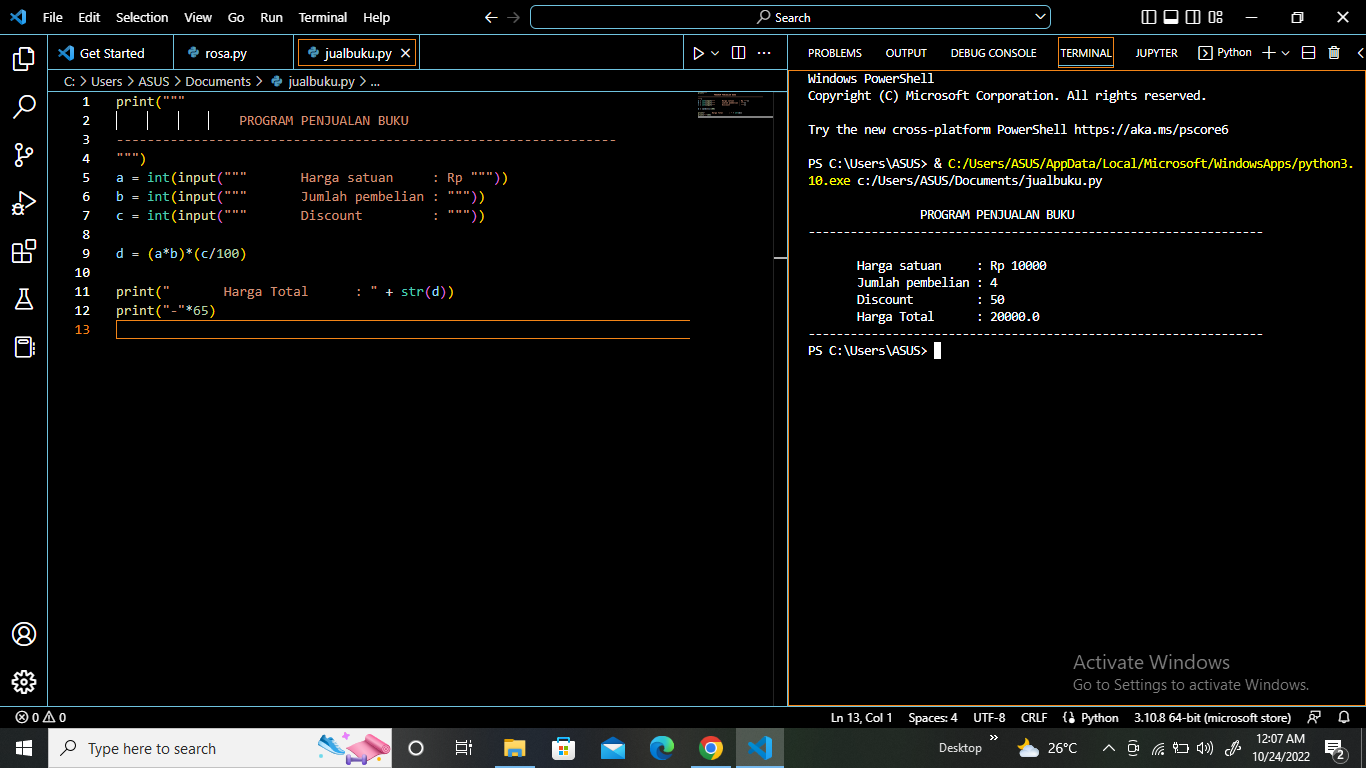 File Edit Selection View Go Run Terminal Help
Search
Get Started
rosa.py
jualbuku.py
C: > Users > ASUS > Documents > jualbuku.py > ...
1 print("""
2 PROGRAM PENJUALAN BUKU
3 -----------------------------------------------------------------
4 """)
5 a = int(input("""       Harga satuan     : Rp """))
6 b = int(input("""       Jumlah pembelian : """))
7 c = int(input("""       Discount         : """))
8
9 d = (a*b)*(c/100)
10
11 print("       Harga Total      : " + str(d))
12 print("-"*65)
13
PROBLEMS OUTPUT DEBUG CONSOLE TERMINAL JUPYTER Python
Windows PowerShell
Copyright (C) Microsoft Corporation. All rights reserved.
Try the new cross-platform PowerShell https://aka.ms/pscore6
PS C:\Users\ASUS> & C:/Users/ASUS/AppData/Local/Microsoft/WindowsApps/python3.
10.exe c:/Users/ASUS/Documents/jualbuku.py
PROGRAM PENJUALAN BUKU
-----------------------------------------------------------------
Harga satuan     : Rp 10000
Jumlah pembelian : 4
Discount         : 50
Harga Total      : 20000.0
-----------------------------------------------------------------
PS C:\Users\ASUS>
Activate Windows
Go to Settings to activate Windows.
0 0
Ln 13, Col 1 Spaces: 4 UTF-8 CRLF Python 3.10.8 64-bit (microsoft store)
Type here to search
Desktop
26°C
12:07 AM
10/24/2022
2